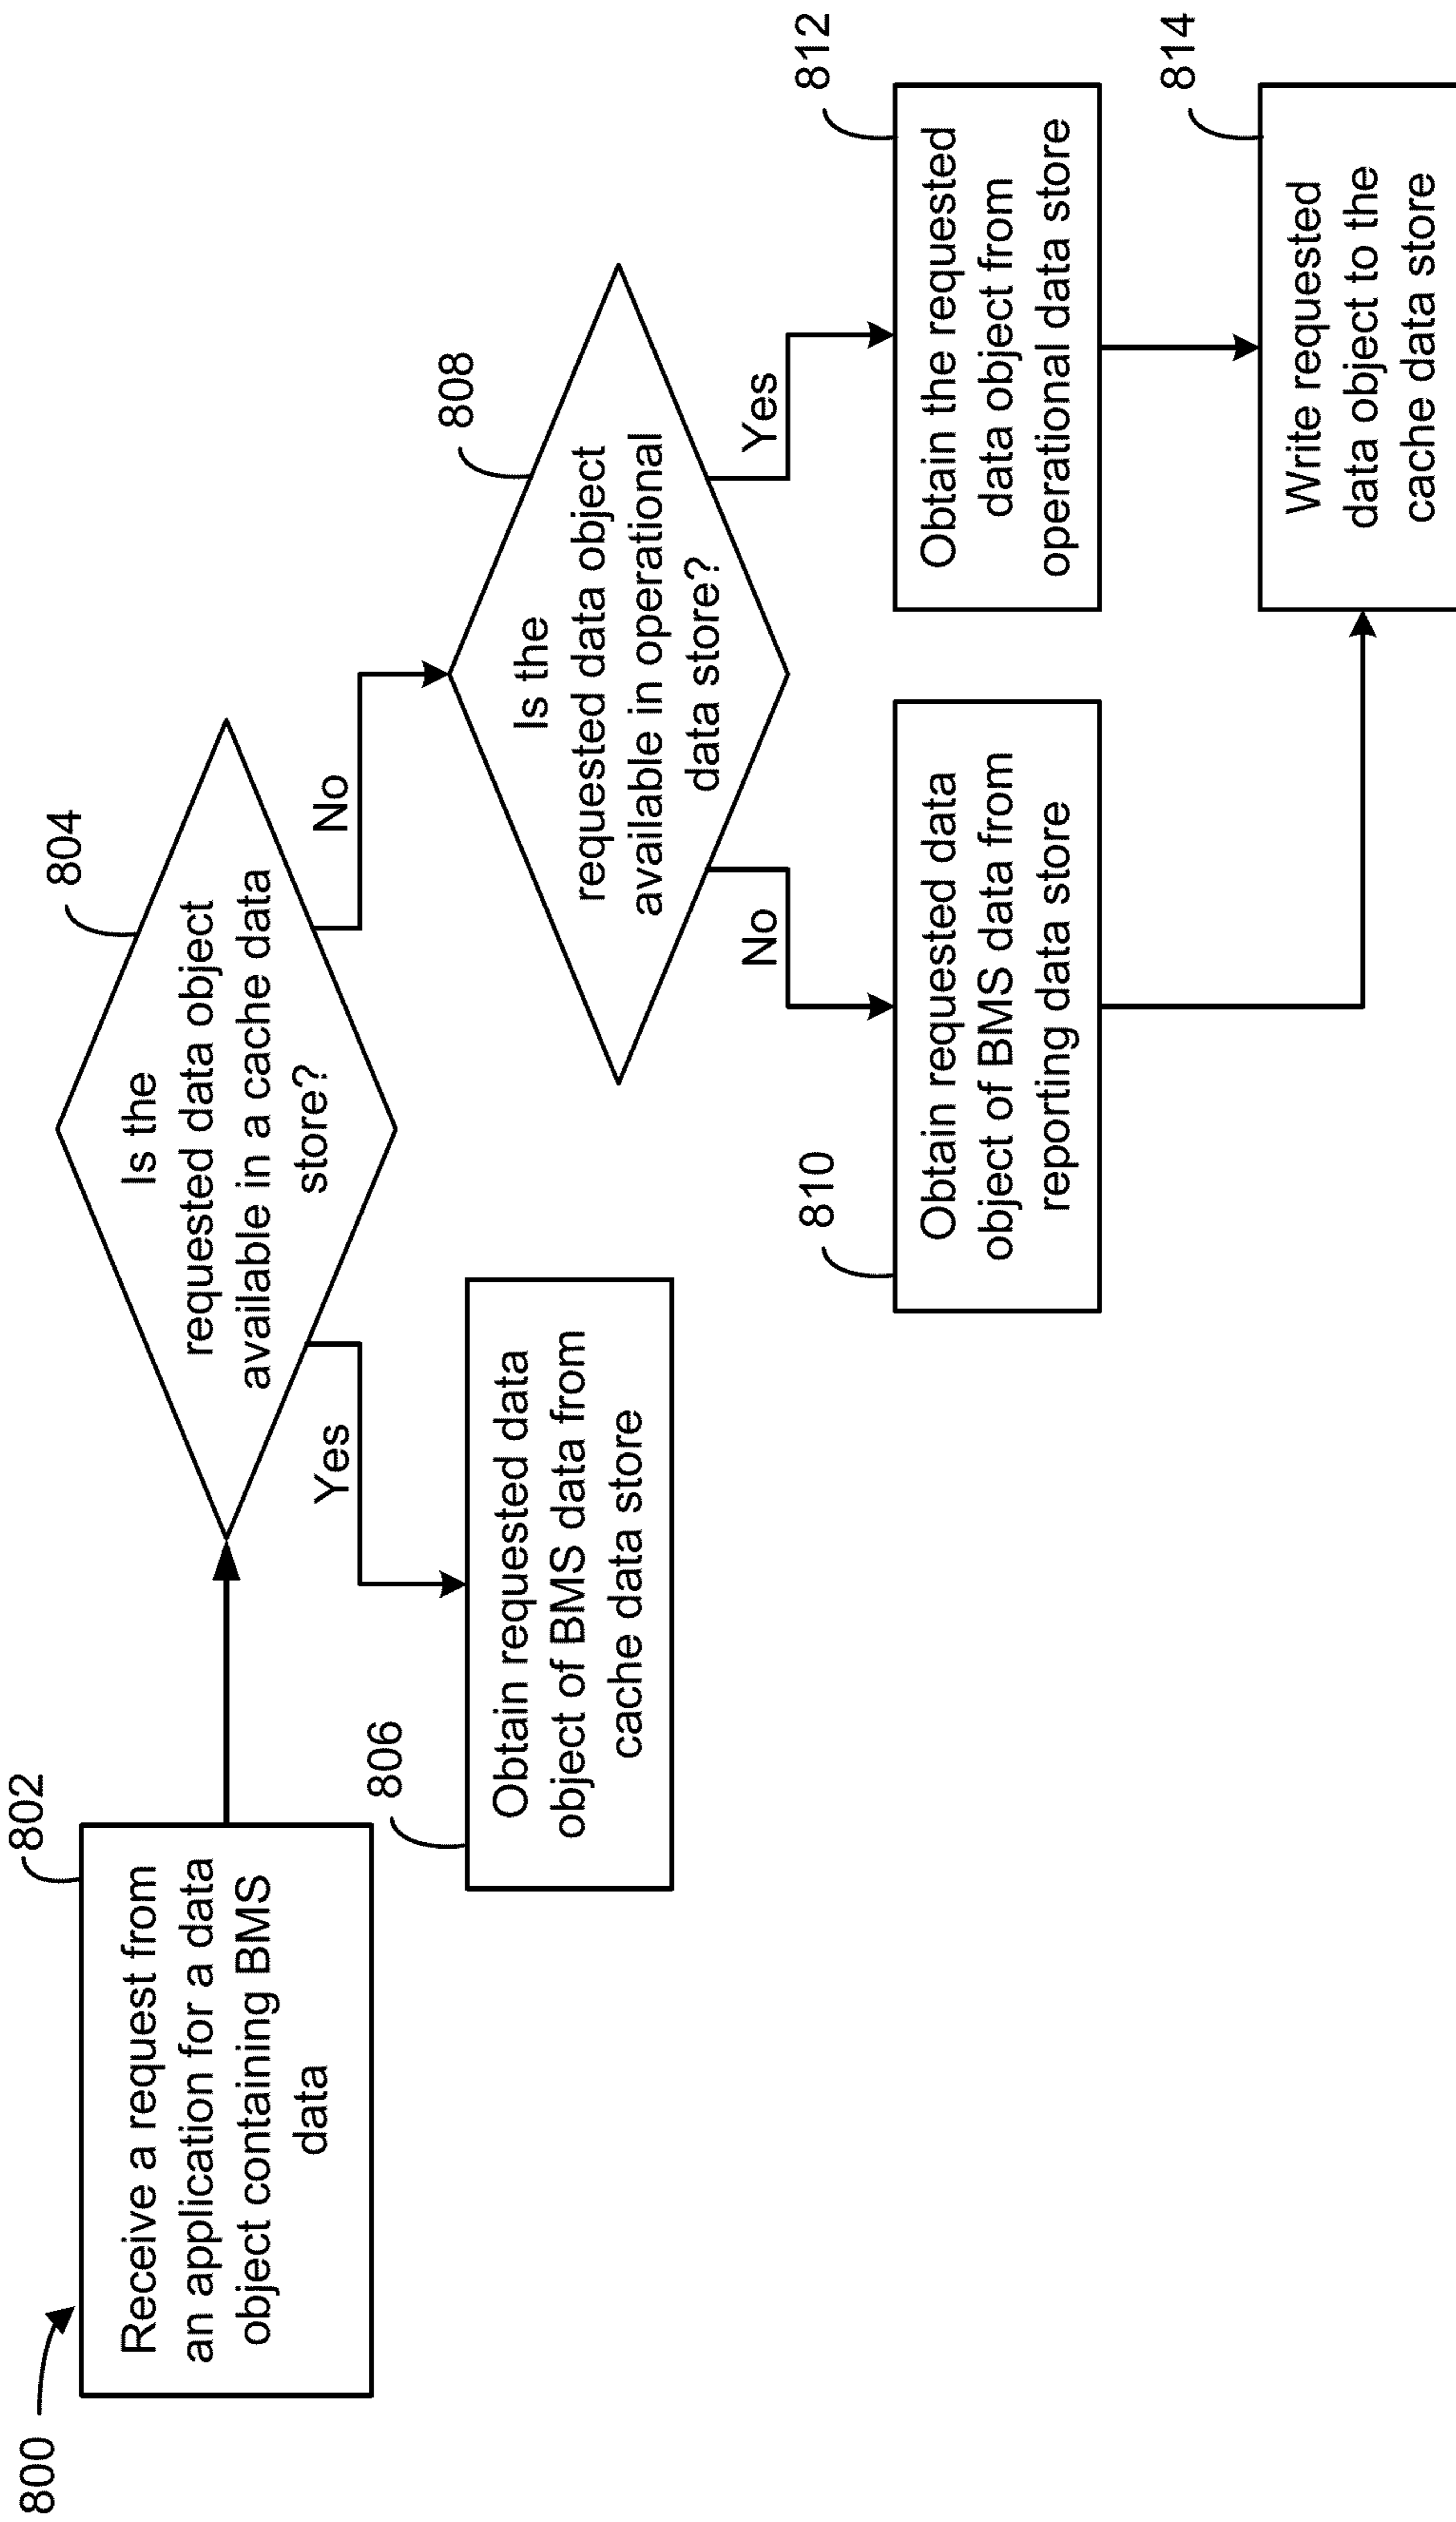 800
802
Receive a request from
an application for a data
object containing BMS
data
804
Is the
requested data object
available in a cache data
store?
Yes
No
806
Obtain requested data
object of BMS data from
cache data store
808
Is the
requested data object
available in operational
data store?
No
Yes
810
Obtain requested data
object of BMS data from
reporting data store
812
Obtain the requested
data object from
operational data store
814
Write requested
data object to the
cache data store